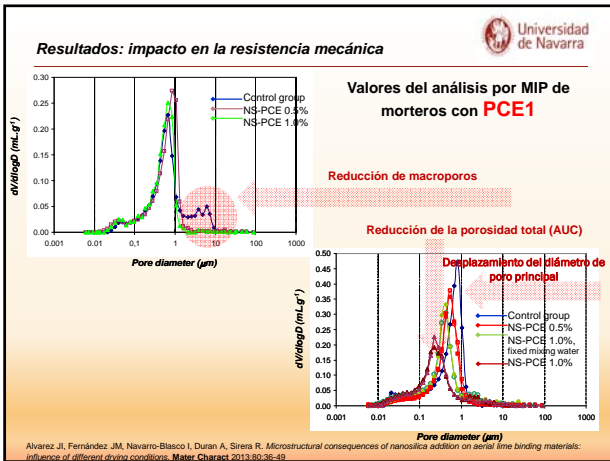 Resultados: impacto en la resistencia mecánica
Universidad
de Navarra
Valores del análisis por MIP de
morteros con PCE1
0.30
0.25
0.20
0.15
0.10
0.05
0.00
dV/dlogD (mL.g-1)
Control group
NS-PCE 0.5%
NS-PCE 1.0%
0.001 0.01 0.1 1 10 100 1000
Pore diameter (µm)
Reducción de macroporos
Reducción de la porosidad total (AUC)
Desplazamiento del diámetro de
poro principal
0.50
0.45
0.40
0.35
0.30
0.25
0.20
0.15
0.10
0.05
0.00
dV/dlogD (mL.g-1)
Control group
NS-PCE 0.5%
NS-PCE 1.0%,
fixed mixing water
NS-PCE 1.0%
0.001 0.01 0.1 1 10 100 1000
Pore diameter (µm)
Alvarez JI, Fernández JM, Navarro-Blasco I, Duran A, Sirera R. Microstructural consequences of nanosilica addition on aerial lime binding materials:
influence of different drying conditions. Mater Charact 2013;80:36-49